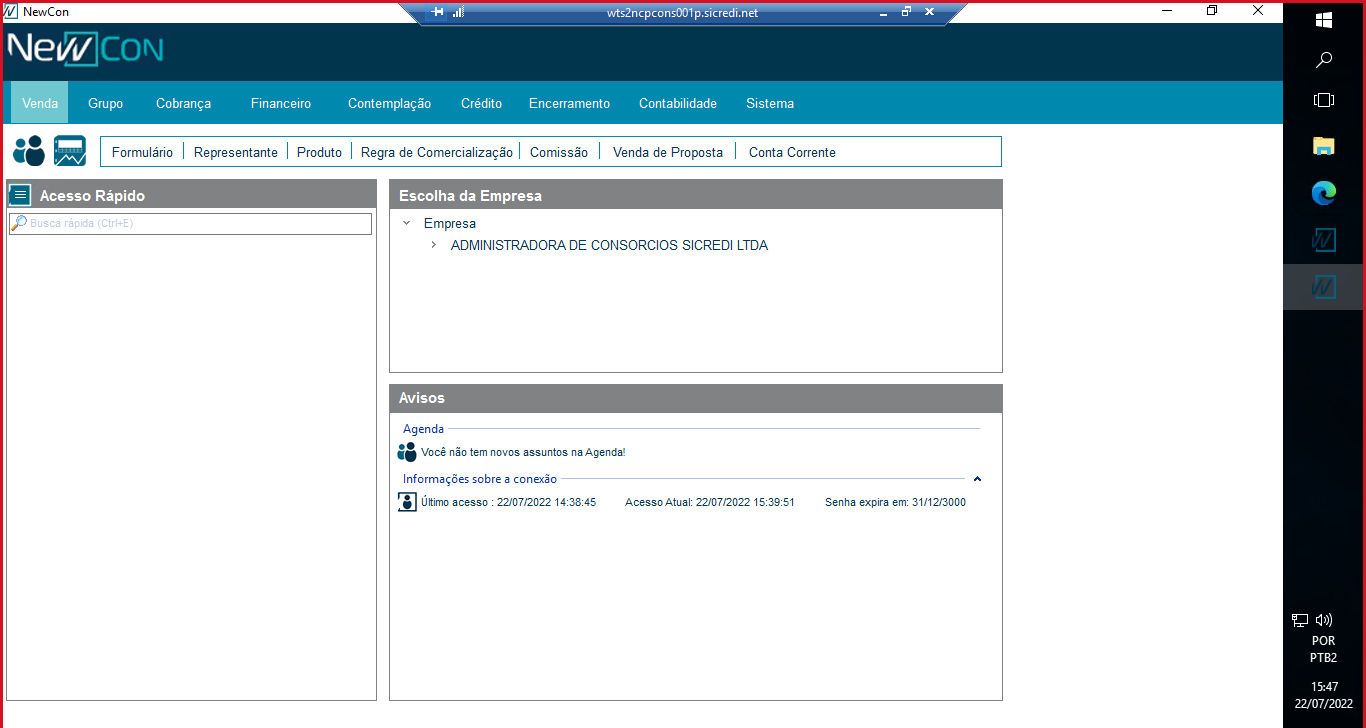 NewCon
wts2ncpcons001p.sicredi.net
NewCon
Venda Grupo Cobrança Financeiro Contemplação Crédito Encerramento Contabilidade Sistema
Formulário Representante Produto Regra de Comercialização Comissão Venda de Proposta Conta Corrente
Acesso Rápido
Busca rápida (Ctrl+E)
Escolha da Empresa
Empresa
ADMINISTRADORA DE CONSORCIOS SICREDI LTDA
Avisos
Agenda
Você não tem novos assuntos na Agenda!
Informações sobre a conexão
Último acesso : 22/07/2022 14:38:45 Acesso Atual: 22/07/2022 15:39:51 Senha expira em: 31/12/3000
POR
PTB2
15:47
22/07/2022